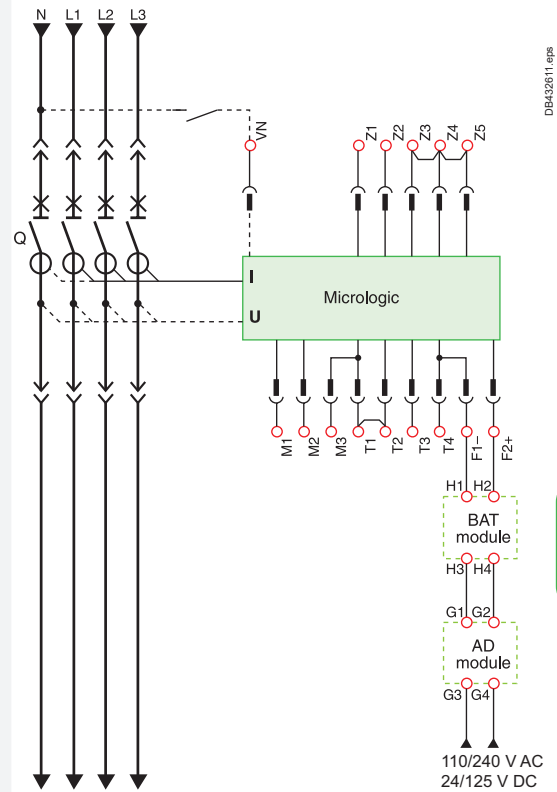 N L1 L2 L3
DB432611.eps
VN
Z1 Z2 Z3 Z4 Z5
Q
I
Micrologic
U
M1 M2 M3 T1 T2 T3 T4 F1– F2+
H1 H2
BAT
module
H3 H4
G1 G2
AD
module
G3 G4
110/240 V AC
24/125 V DC